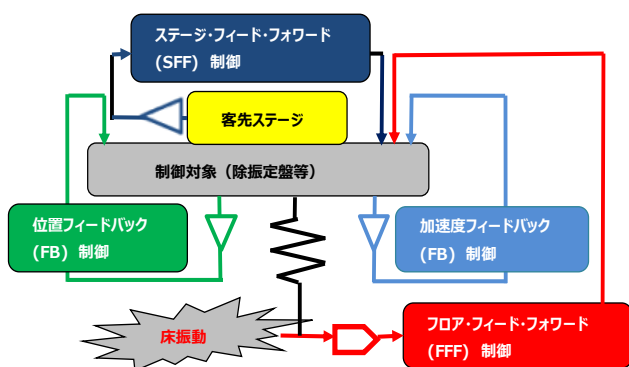 ステージ・フィード・フォワード
(SFF) 制御
客先ステージ
制御対象（除振定盤等）
位置フィードバック
(FB) 制御
加速度フィードバック
(FB) 制御
床振動
フロア・フィード・フォワード
(FFF) 制御